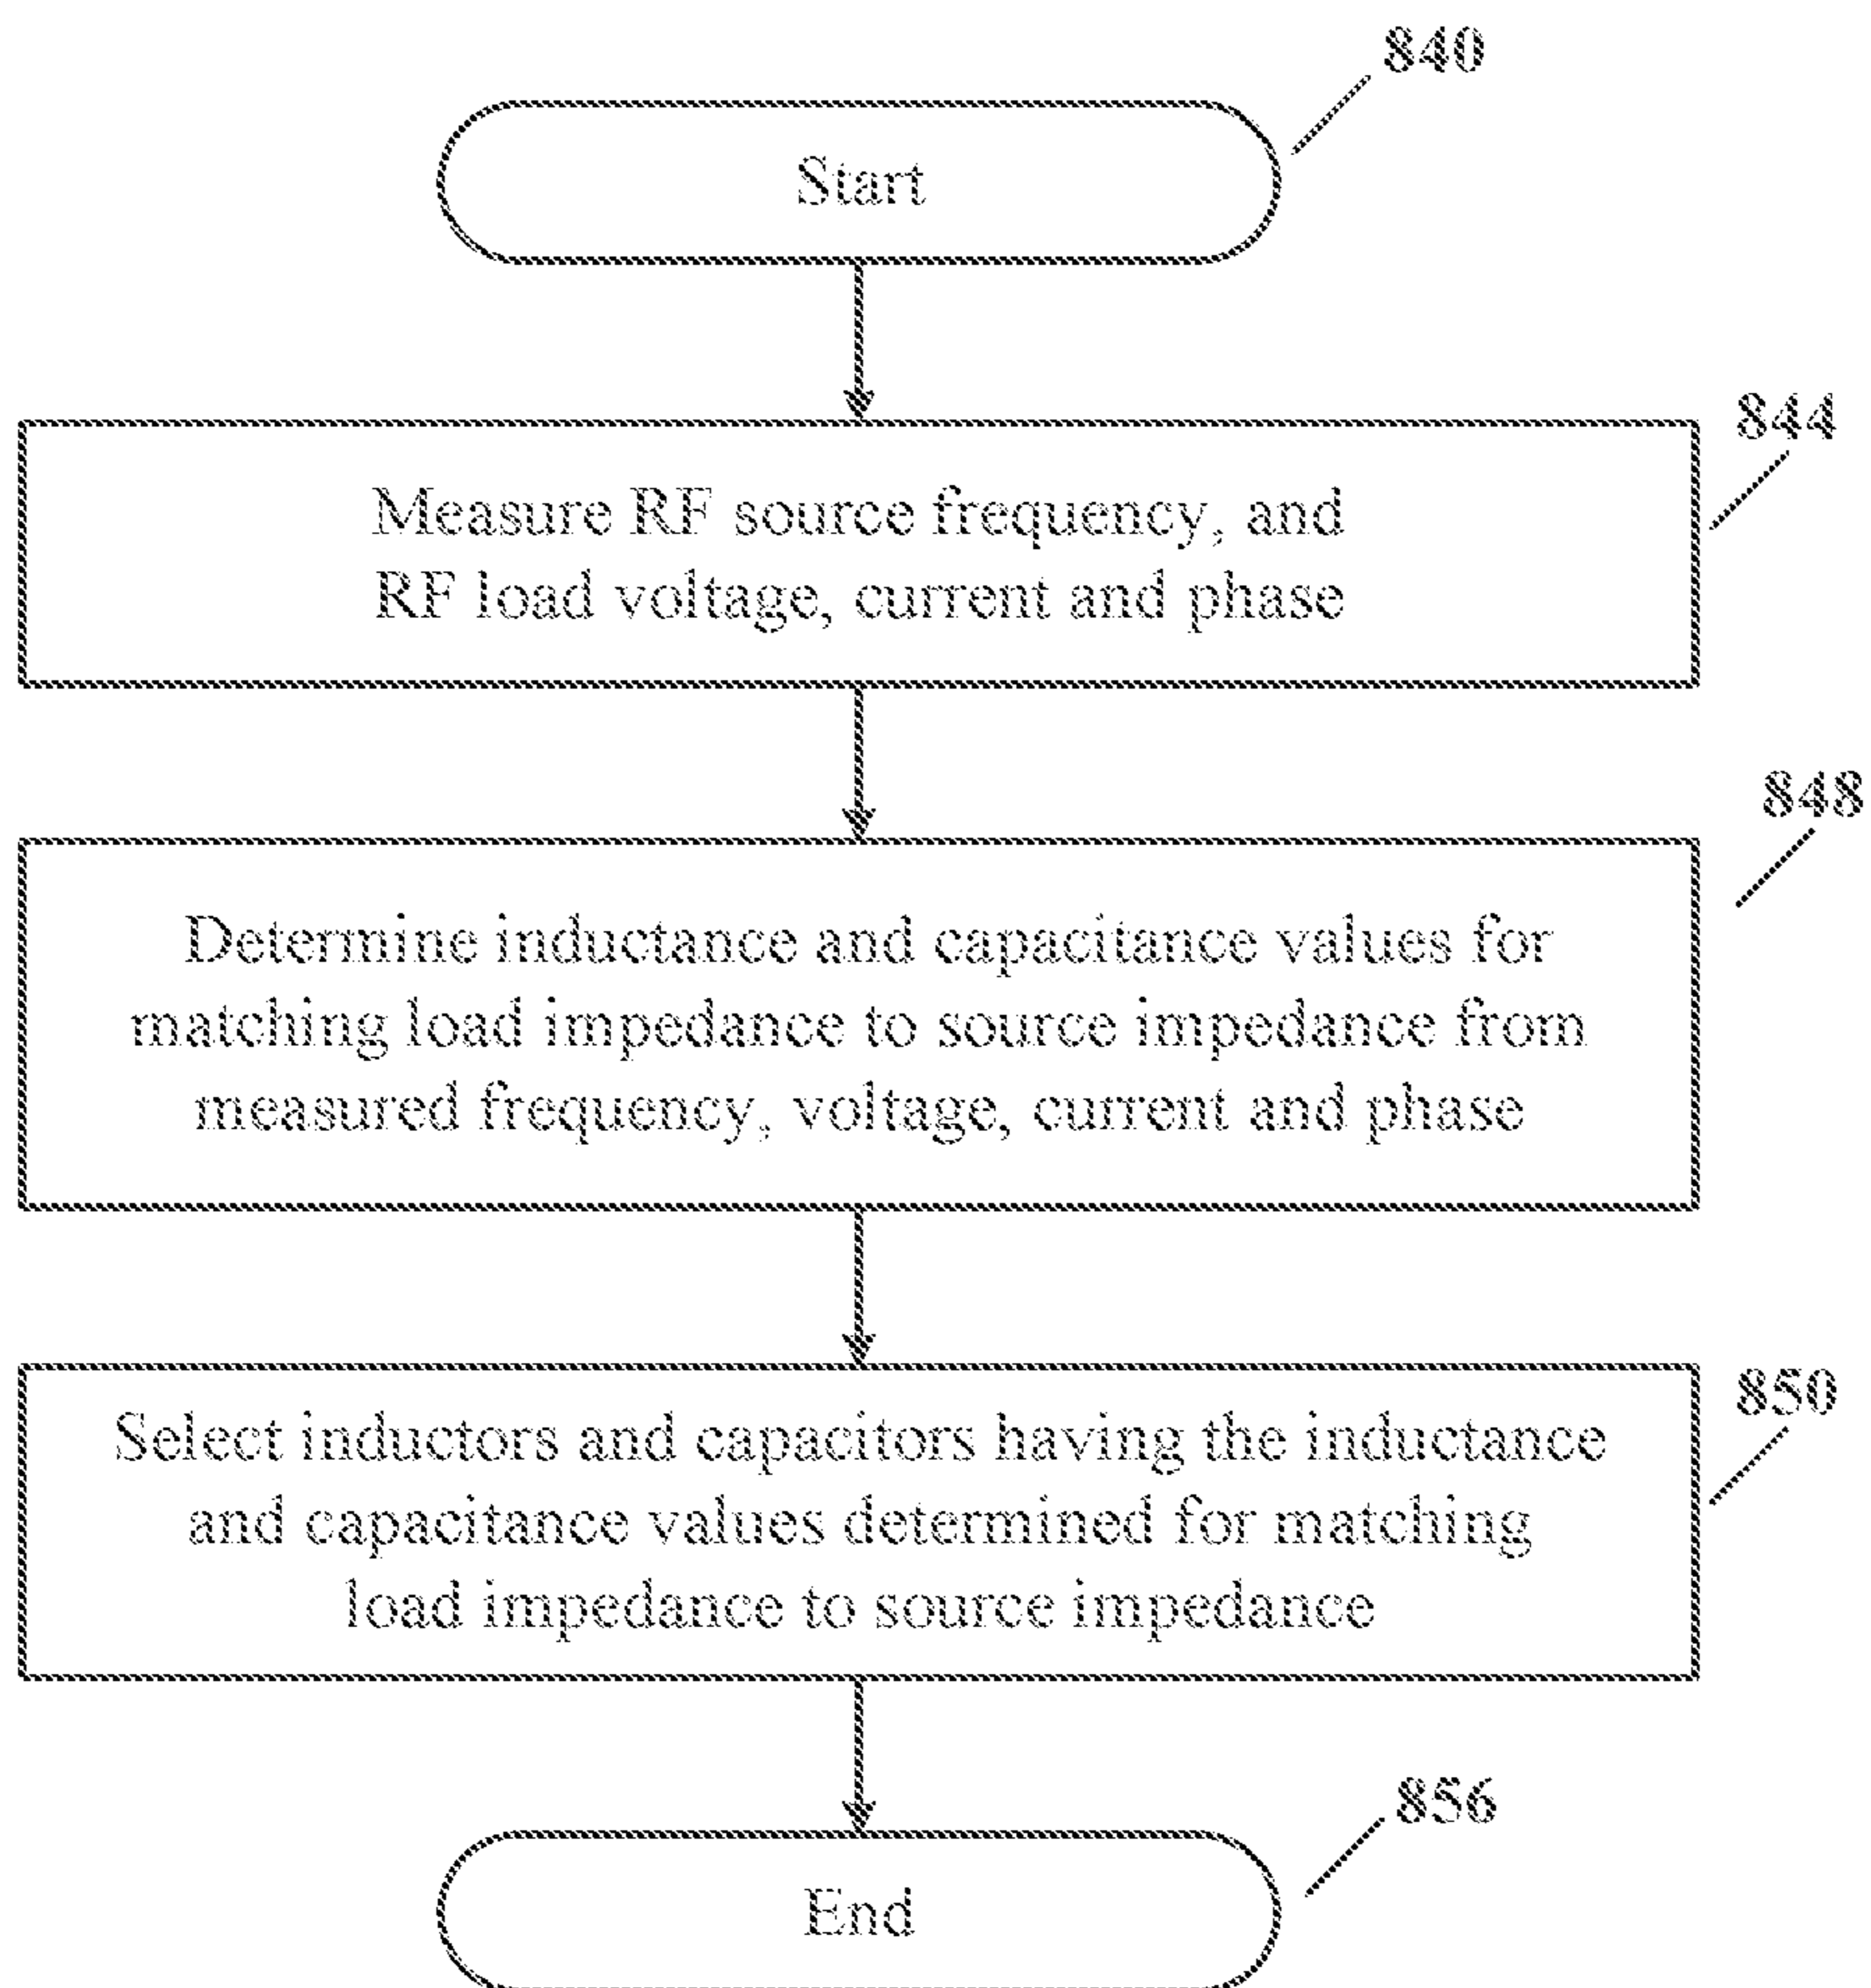 840
Start
844
Measure RF source frequency, and
RF load voltage, current and phase
848
Determine inductance and capacitance values for
matching load impedance to source impedance from
measured frequency, voltage, current and phase
850
Select inductors and capacitors having the inductance
and capacitance values determined for matching
load impedance to source impedance
856
End